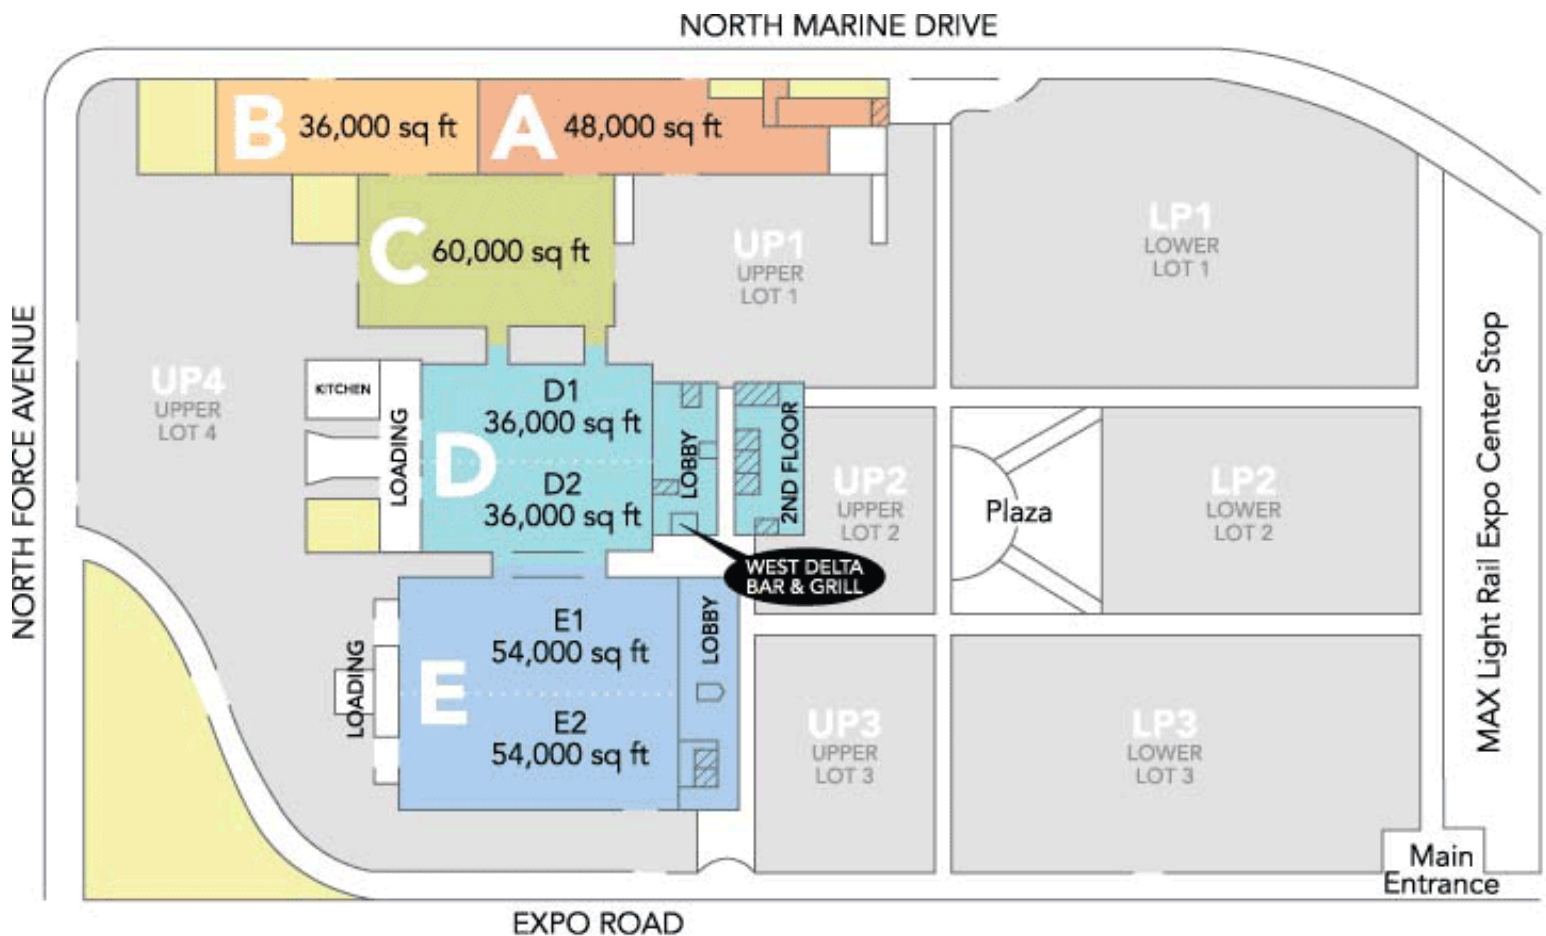 NORTH MARINE DRIVE
B 36,000 sq ft
A 48,000 sq ft
C 60,000 sq ft
UP1
UPPER
LOT 1
LP1
LOWER
LOT 1
NORTH FORCE AVENUE
UP4
UPPER
LOT 4
KITCHEN
LOADING
D
D1
36,000 sq ft
D2
36,000 sq ft
LOBBY
2ND FLOOR
UP2
UPPER
LOT 2
Plaza
LP2
LOWER
LOT 2
MAX Light Rail Expo Center Stop
WEST DELTA
BAR & GRILL
LOADING
E
E1
54,000 sq ft
E2
54,000 sq ft
LOBBY
UP3
UPPER
LOT 3
LP3
LOWER
LOT 3
Main
Entrance
EXPO ROAD